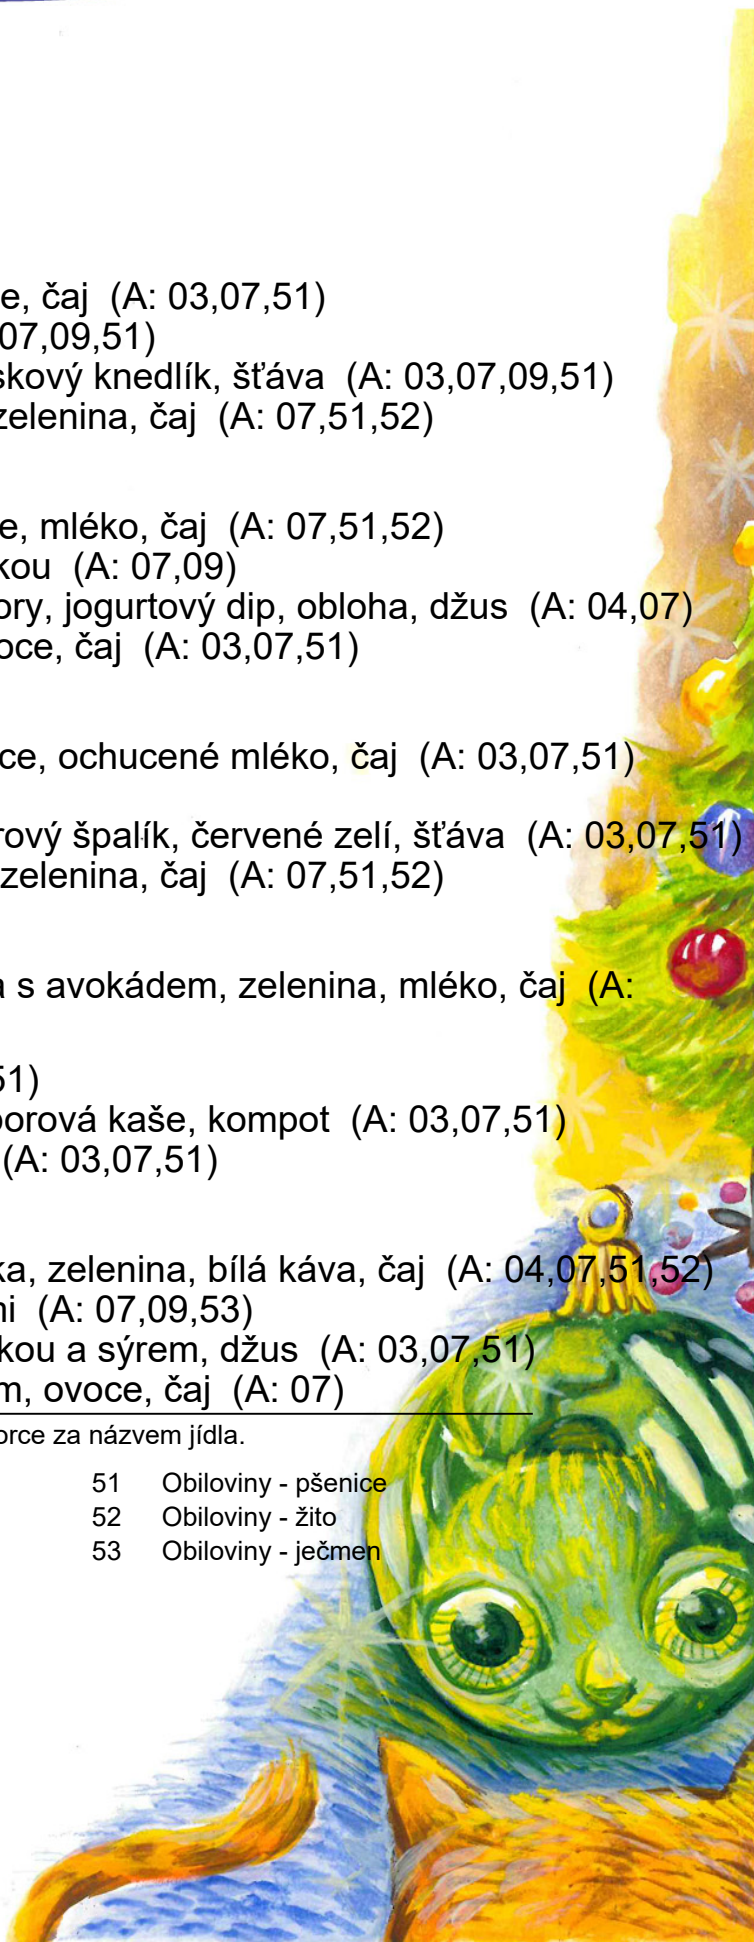 e, čaj (A: 03,07,51)
07,09,51)
skový knedlík, šťáva (A: 03,07,09,51)
zelenina, čaj (A: 07,51,52)
e, mléko, čaj (A: 07,51,52)
kou (A: 07,09)
ory, jogurtový dip, obloha, džus (A: 04,07)
oce, čaj (A: 03,07,51)
ce, ochucené mléko, čaj (A: 03,07,51)
rový špalík, červené zelí, šťáva (A: 03,07,51)
zelenina, čaj (A: 07,51,52)
a s avokádem, zelenina, mléko, čaj (A:
51)
borová kaše, kompot (A: 03,07,51)
(A: 03,07,51)
ka, zelenina, bílá káva, čaj (A: 04,07,51,52)
ni (A: 07,09,53)
kou a sýrem, džus (A: 03,07,51)
m, ovoce, čaj (A: 07)
orce za názvem jídla.
51 Obiloviny - pšenice
52 Obiloviny - žito
53 Obiloviny - ječmen